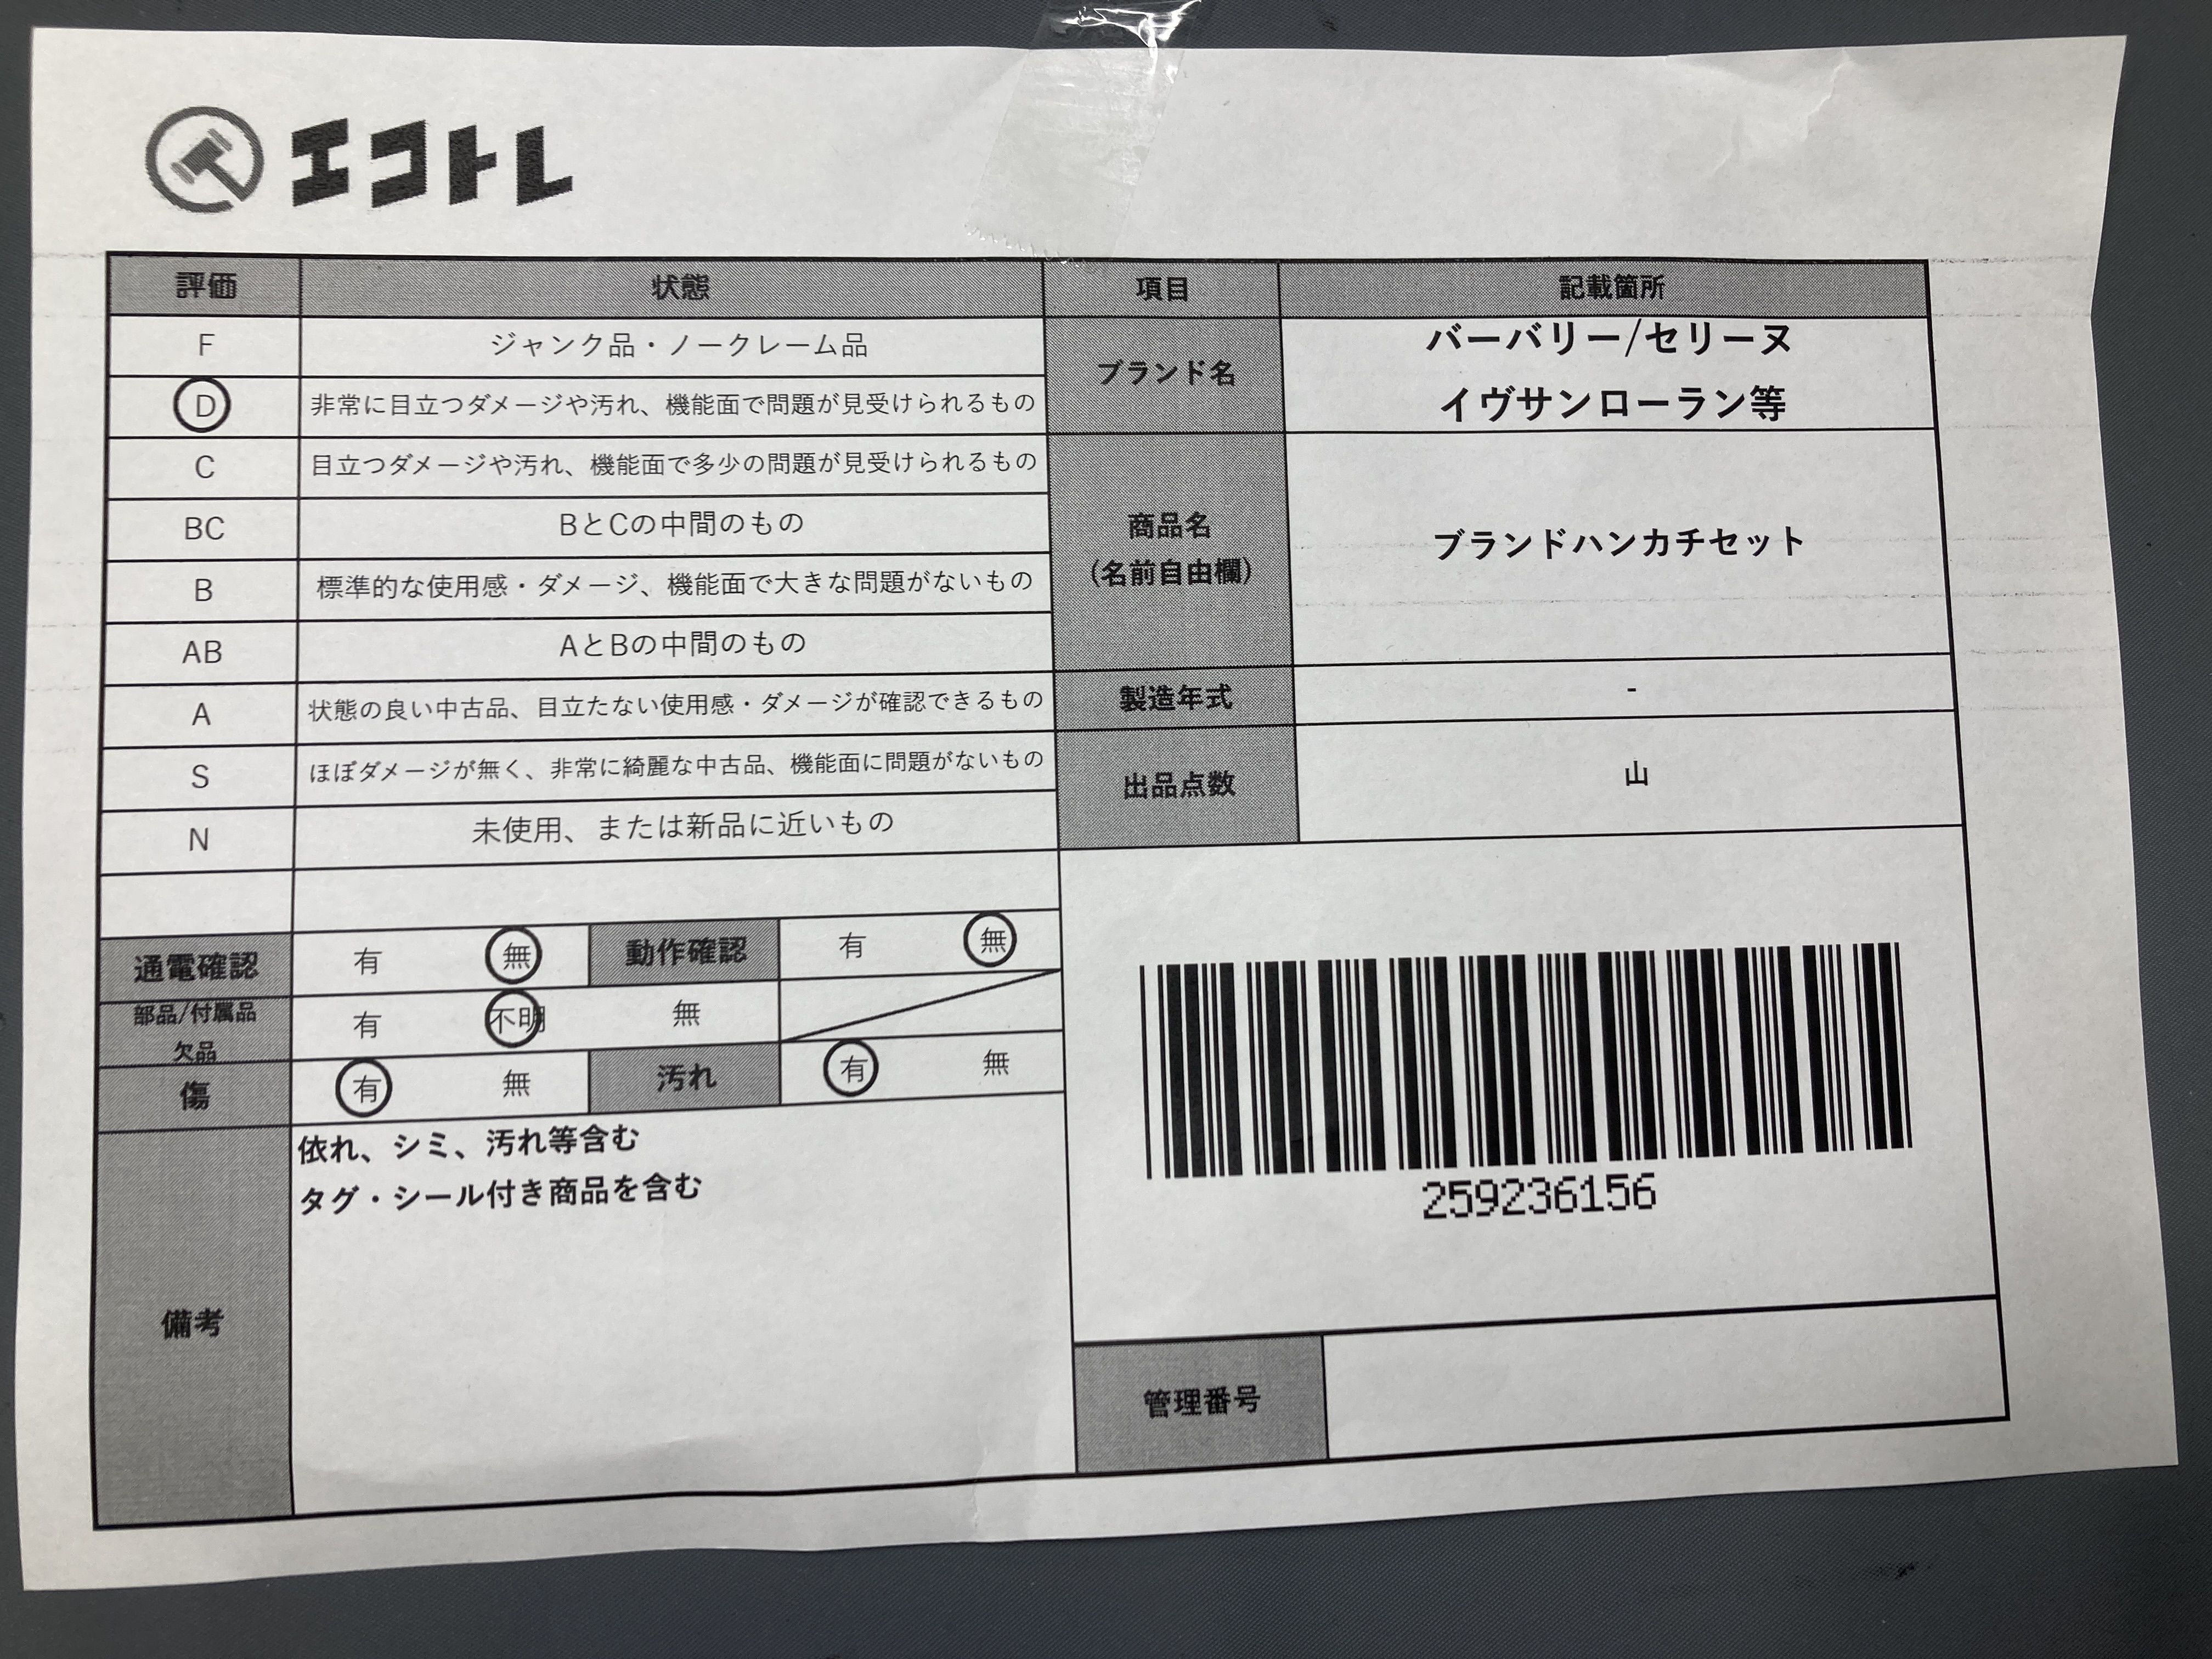 エコトレ
評価 状態 項目 記載箇所
F ジャンク品・ノークレーム品
D 非常に目立つダメージや汚れ、機能面で問題が見受けられるもの
C 目立つダメージや汚れ、機能面で多少の問題が見受けられるもの
BC BとCの中間のもの
B 標準的な使用感・ダメージ、機能面で大きな問題がないもの
AB AとBの中間のもの
A 状態の良い中古品、目立たない使用感・ダメージが確認できるもの
S ほぼダメージが無く、非常に綺麗な中古品、機能面に問題がないもの
N 未使用、または新品に近いもの
ブランド名 バーバリー/セリーヌ
イヴサンローラン等
商品名
(名前自由欄)
ブランドハンカチセット
製造年式 -
出品点数 山
通電確認 有 無 動作確認 有 無
部品/付属品
欠品
有 不明 無
傷 有 無 汚れ 有 無
備考
依れ、シミ、汚れ等含む
タグ・シール付き商品を含む
259236156
管理番号